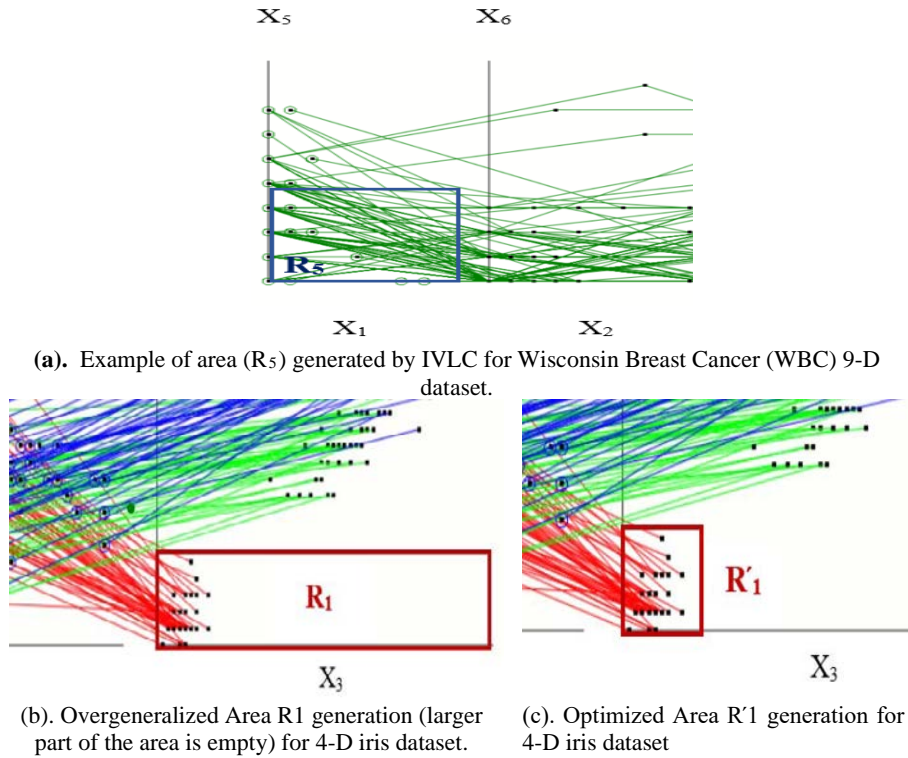 X₅ X₆
R₅
X₁ X₂
(a). Example of area (R₅) generated by IVLC for Wisconsin Breast Cancer (WBC) 9-D
dataset.
R₁
X₃
(b). Overgeneralized Area R1 generation (larger
part of the area is empty) for 4-D iris dataset.
R′₁
X₃
(c). Optimized Area R′1 generation for
4-D iris dataset